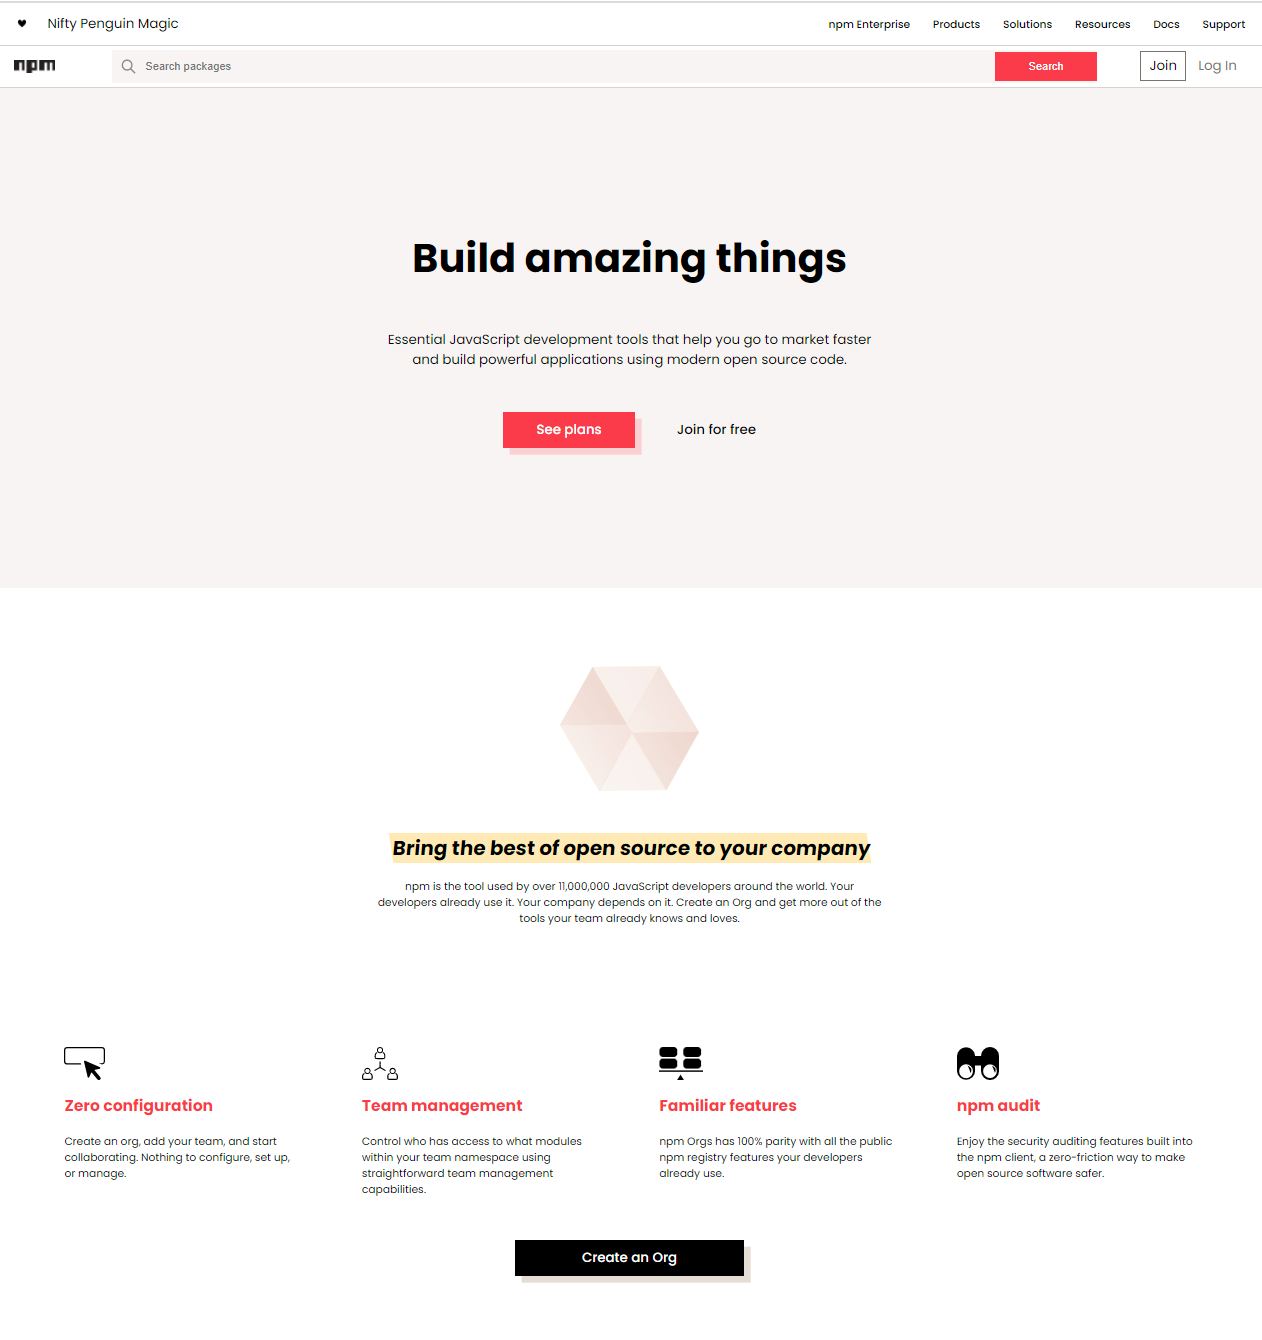 Nifty Penguin Magic
npm Enterprise Products Solutions Resources Docs Support
npm
Search packages
Search
Join
Log In
Build amazing things
Essential JavaScript development tools that help you go to market faster
and build powerful applications using modern open source code.
See plans
Join for free
Bring the best of open source to your company
npm is the tool used by over 11,000,000 JavaScript developers around the world. Your
developers already use it. Your company depends on it. Create an Org and get more out of the
tools your team already knows and loves.
Zero configuration
Create an org, add your team, and start
collaborating. Nothing to configure, set up,
or manage.
Team management
Control who has access to what modules
within your team namespace using
straightforward team management
capabilities.
Familiar features
npm Orgs has 100% parity with all the public
npm registry features your developers
already use.
npm audit
Enjoy the security auditing features built into
the npm client, a zero-friction way to make
open source software safer.
Create an Org